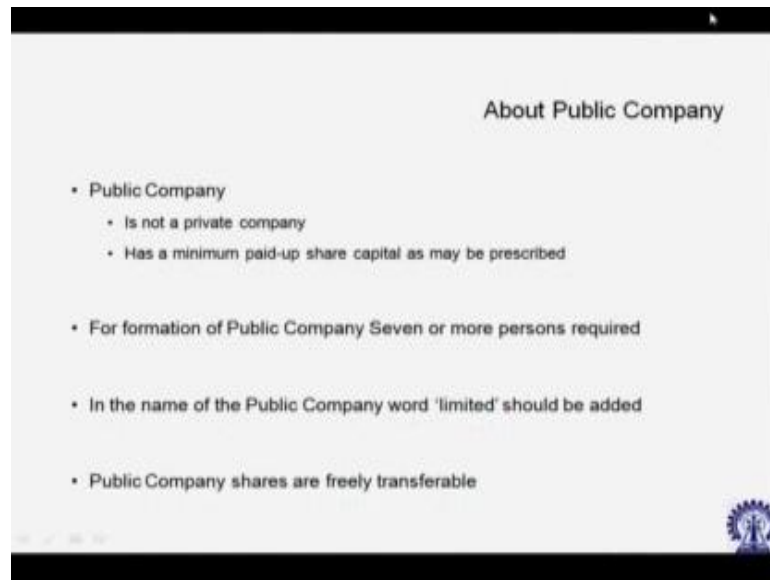 About Public Company
• Public Company
• Is not a private company
• Has a minimum paid-up share capital as may be prescribed
• For formation of Public Company Seven or more persons required
• In the name of the Public Company word 'limited' should be added
• Public Company shares are freely transferable